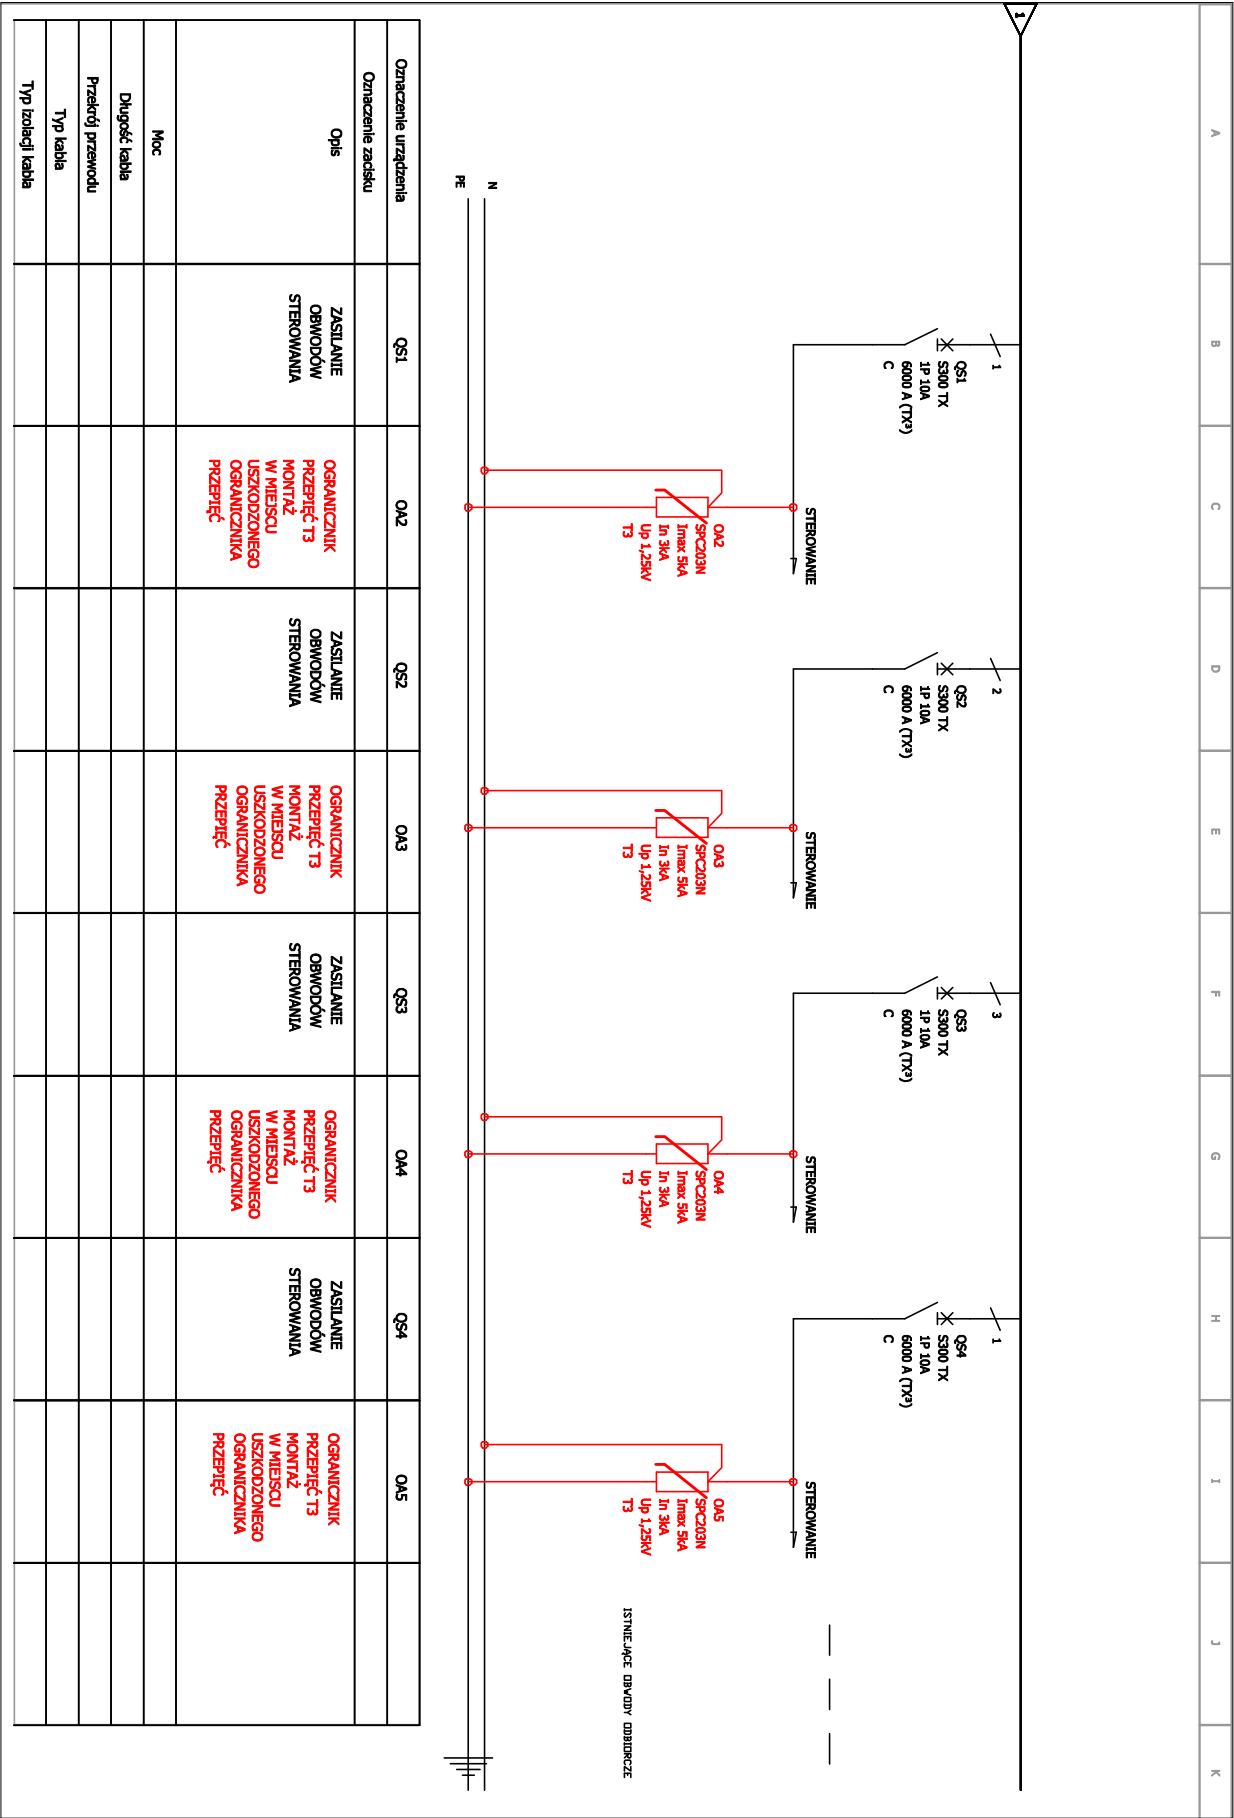 A
B
C
D
E
F
G
H
I
J
K
1
1
QS1
S300 TX
1P 10A
6000 A (TX³)
C
STEROWANIE
OA2
SPC203N
Imax 5kA
In 3kA
Up 1,25kV
T3
2
QS2
S300 TX
1P 10A
6000 A (TX³)
C
STEROWANIE
OA3
SPC203N
Imax 5kA
In 3kA
Up 1,25kV
T3
3
QS3
S300 TX
1P 10A
6000 A (TX³)
C
STEROWANIE
OA4
SPC203N
Imax 5kA
In 3kA
Up 1,25kV
T3
1
QS4
S300 TX
1P 10A
6000 A (TX³)
C
STEROWANIE
OA5
SPC203N
Imax 5kA
In 3kA
Up 1,25kV
T3
ISTNIEJĄCE OBWODY ODBIORCZE
N
PE
Oznaczenie urządzenia
QS1
OA2
QS2
OA3
QS3
OA4
QS4
OA5
Oznaczenie zacisku
Opis
ZASILANIE
OBWODÓW
STEROWANIA
OGRANICZNIK
PRZEPIĘĆ T3
MONTAŻ
W MIEJSCU
USZKODZONEGO
OGRANICZNIKA
PRZEPIĘĆ
ZASILANIE
OBWODÓW
STEROWANIA
OGRANICZNIK
PRZEPIĘĆ T3
MONTAŻ
W MIEJSCU
USZKODZONEGO
OGRANICZNIKA
PRZEPIĘĆ
ZASILANIE
OBWODÓW
STEROWANIA
OGRANICZNIK
PRZEPIĘĆ T3
MONTAŻ
W MIEJSCU
USZKODZONEGO
OGRANICZNIKA
PRZEPIĘĆ
ZASILANIE
OBWODÓW
STEROWANIA
OGRANICZNIK
PRZEPIĘĆ T3
MONTAŻ
W MIEJSCU
USZKODZONEGO
OGRANICZNIKA
PRZEPIĘĆ
Moc
Długość kabla
Przekrój przewodu
Typ kabla
Typ izolacji kabla